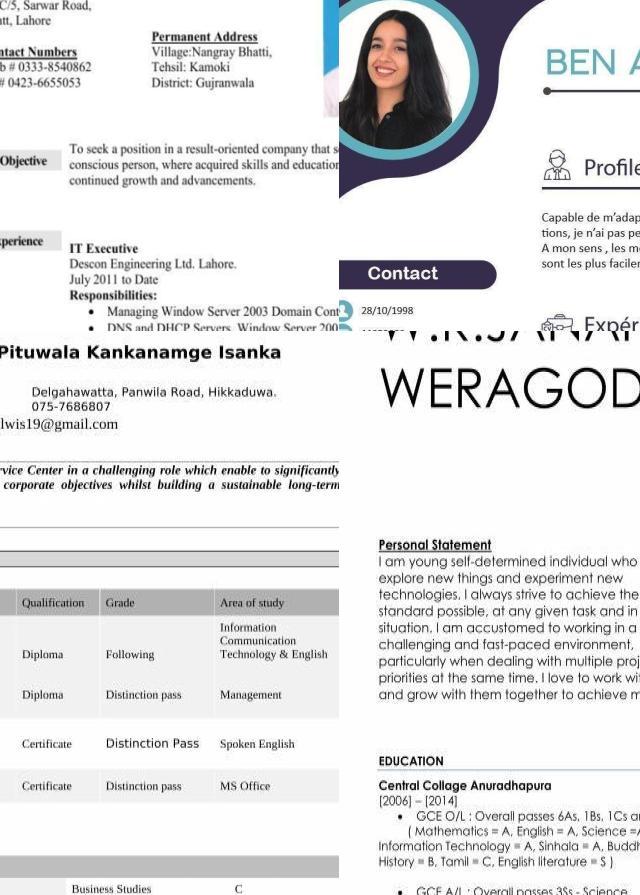 C/5, Sarwar Road,
tt, Lahore
ntact Numbers
b # 0333-8540862
# 0423-6655053
Permanent Address
Village:Nangray Bhatti,
Tehsil: Kamoki
District: Gujranwala
Objective
To seek a position in a result-oriented company that s
conscious person, where acquired skills and education
continued growth and advancements.
xperience
IT Executive
Descon Engineering Ltd. Lahore.
July 2011 to Date
Responsibilities:
• Managing Window Server 2003 Domain Cont
• DNS and DHCP Servers, Window Server 200
BEN A
Profile
Capable de m'adap
tions, je n'ai pas pe
A mon sens , les m
sont les plus faciler
Contact
28/10/1998
Expér
Pituwala Kankanamge Isanka
Delgahawatta, Panwila Road, Hikkaduwa.
075-7686807
lwis19@gmail.com
rvice Center in a challenging role which enable to significantly
corporate objectives whilst building a sustainable long-term
Qualification Grade Area of study
Diploma Following Information
Communication
Technology & English
Diploma Distinction pass Management
Certificate Distinction Pass Spoken English
Certificate Distinction pass MS Office
Business Studies C
WERAGOD
Personal Statement
I am young self-determined individual who
explore new things and experiment new
technologies. I always strive to achieve the
standard possible, at any given task and in
situation. I am accustomed to working in a
challenging and fast-paced environment,
particularly when dealing with multiple proj
priorities at the same time. I love to work wit
and grow with them together to achieve m
EDUCATION
Central Collage Anuradhapura
[2006] – [2014]
• GCE O/L : Overall passes 6As, 1Bs, 1Cs an
( Mathematics = A, English = A, Science =A
Information Technology = A, Sinhala = A, Buddh
History = B, Tamil = C, English literature = S )
• GCE A/L : Overall passes 3Ss - Science